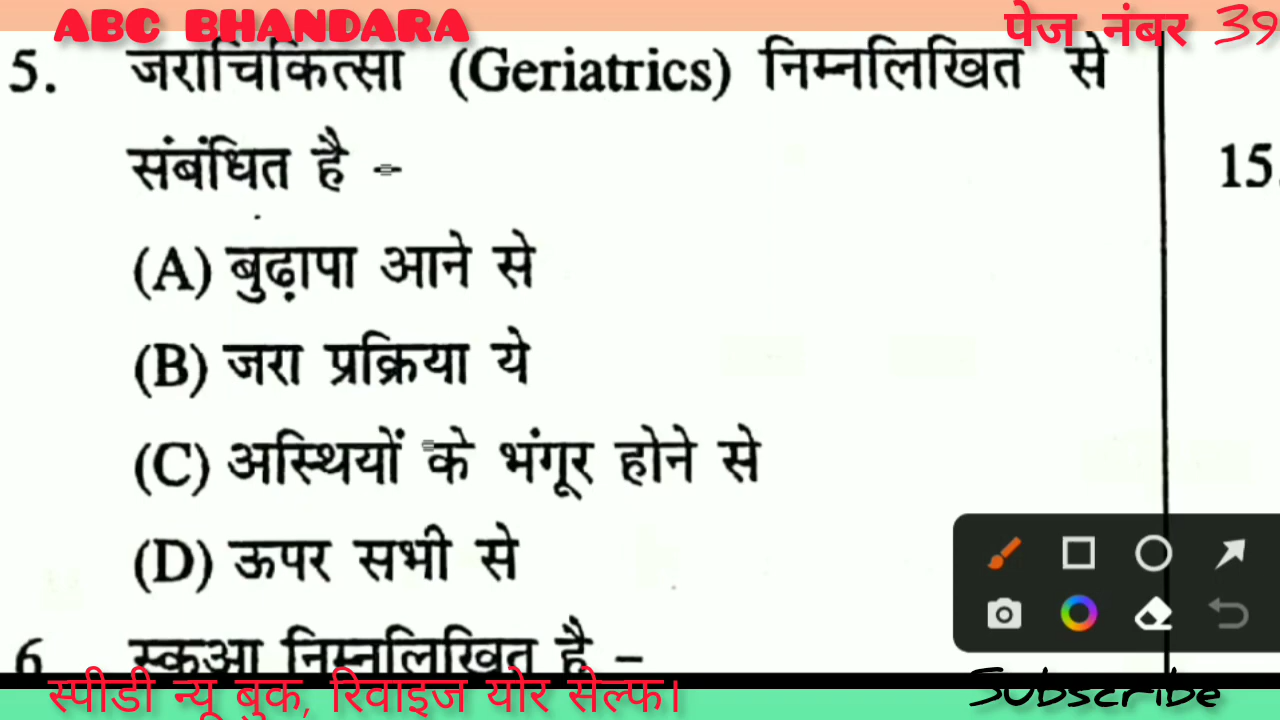 ABC BHANDARA
पेज नंबर 39
5. जराचिकित्सा (Geriatrics) निम्नलिखित से
संबंधित है -
(A) बुढ़ापा आने से
(B) जरा प्रक्रिया ये
(C) अस्थियों के भंगूर होने से
(D) ऊपर सभी से
6 स्कुआ निम्नलिखित है –
15.
स्पीडी न्यू बुक, रिवाइज योर सेल्फ।
Subscribe